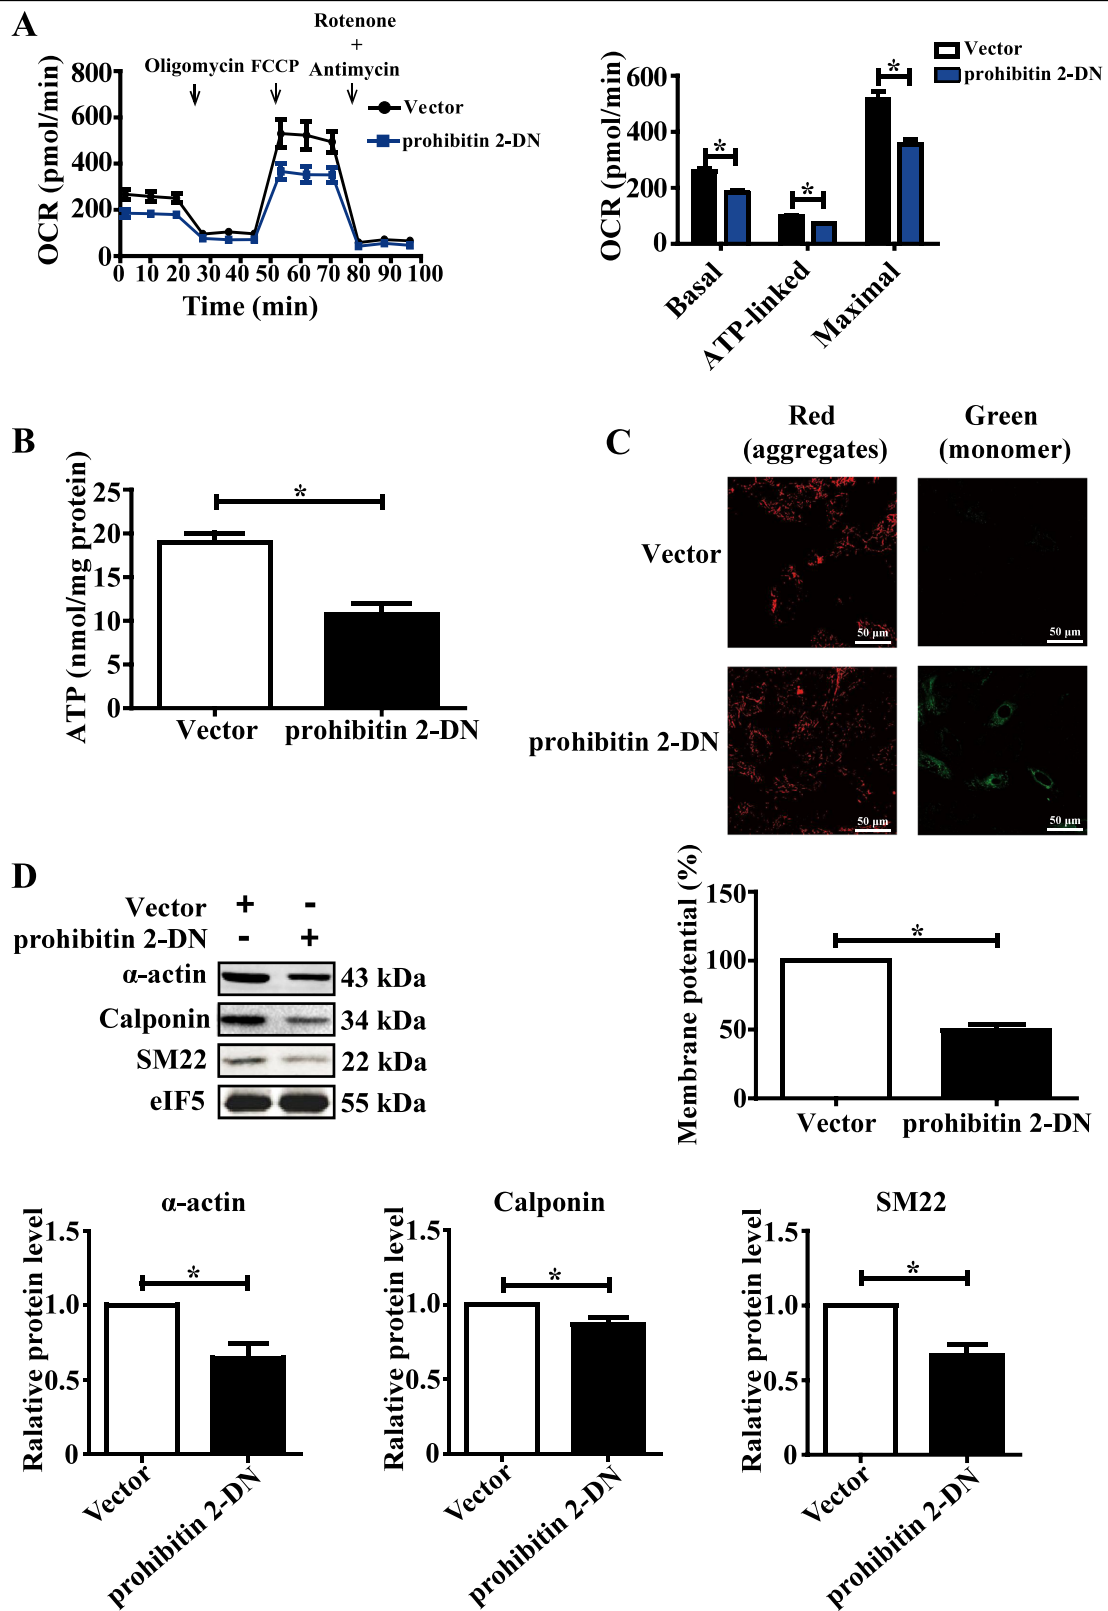 A
Rotenone
+
Oligomycin FCCP Antimycin
OCR (pmol/min)
800
600
400
200
0
0 10 20 30 40 50 60 70 80 90 100
Time (min)
Vector
prohibitin 2-DN
Vector
prohibitin 2-DN
OCR (pmol/min)
600
400
200
0
* * *
Basal
ATP-linked
Maximal
B
ATP (nmol/mg protein)
25
20
15
10
5
0
*
Vector prohibitin 2-DN
C
Red
(aggregates)
Green
(monomer)
Vector
50 µm
50 µm
prohibitin 2-DN
50 µm
50 µm
Membrane potential (%)
150
100
50
0
*
Vector prohibitin 2-DN
D
Vector + -
prohibitin 2-DN - +
α-actin 43 kDa
Calponin 34 kDa
SM22 22 kDa
eIF5 55 kDa
α-actin
Ralative protein level
1.5
1.0
0.5
0
*
Vector
prohibitin 2-DN
Calponin
Ralative protein level
1.5
1.0
0.5
0
*
Vector
prohibitin 2-DN
SM22
Ralative protein level
1.5
1.0
0.5
0
*
Vector
prohibitin 2-DN